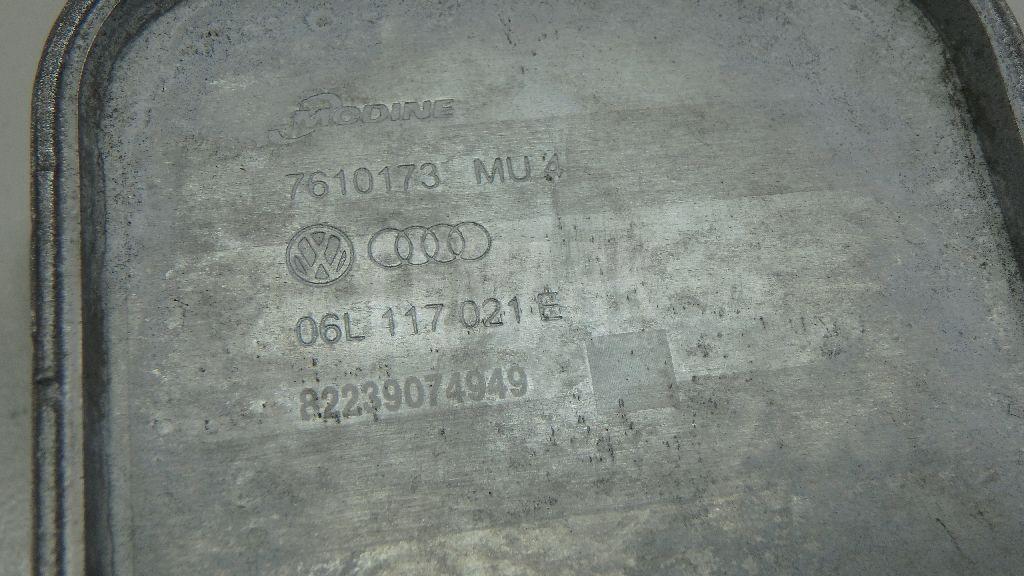 MODINE
7610173 MU 4
VW
06L 117 021 E
82239074949